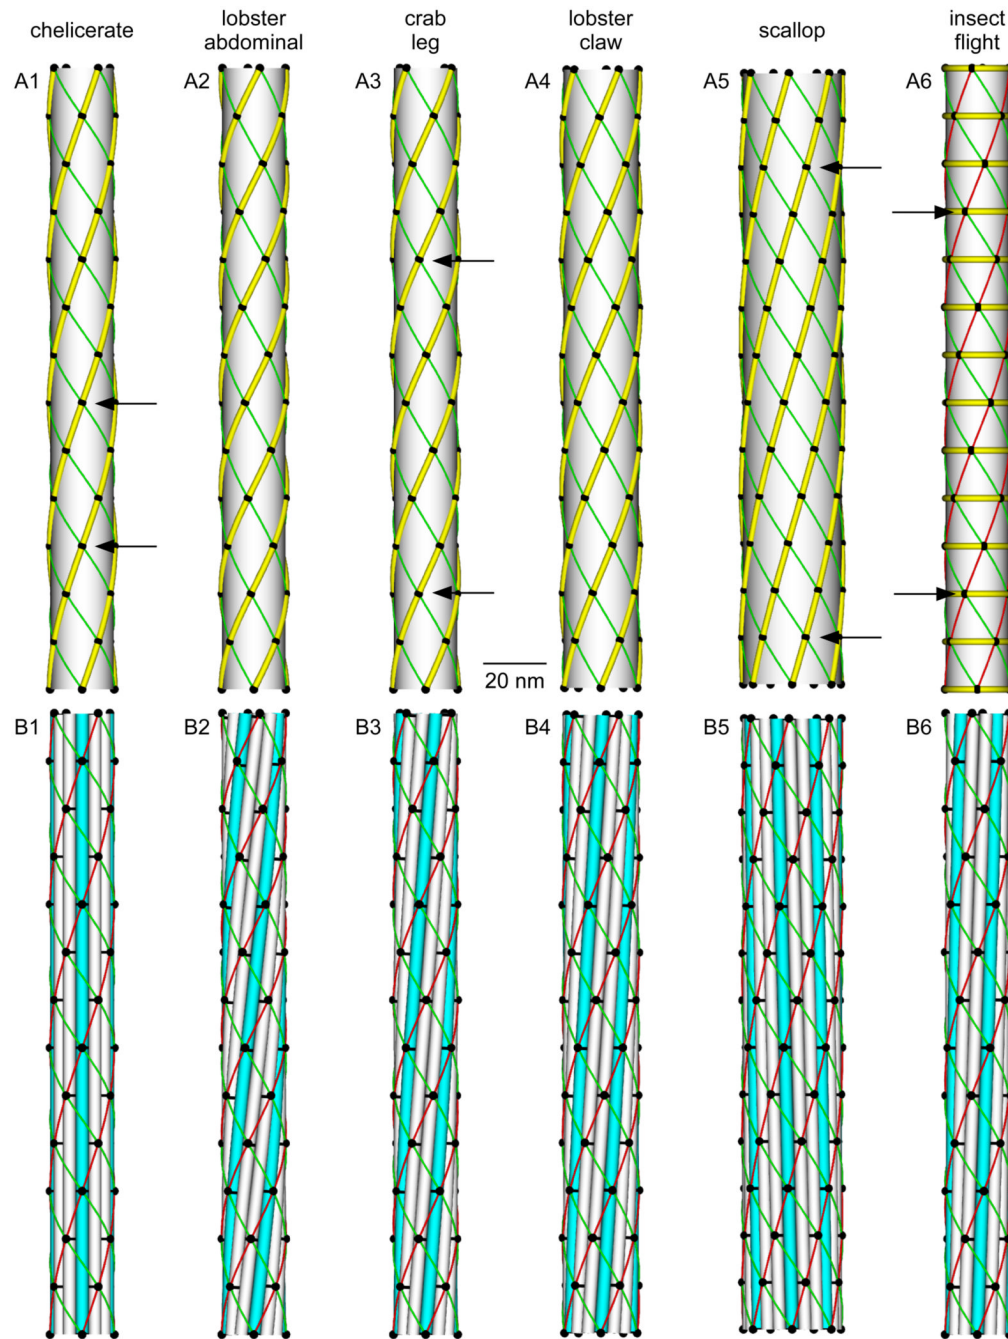 chelicerate
lobster
abdominal
crab
leg
lobster
claw
scallop
insect
flight
A1
A2
A3
A4
A5
A6
20 nm
B1
B2
B3
B4
B5
B6